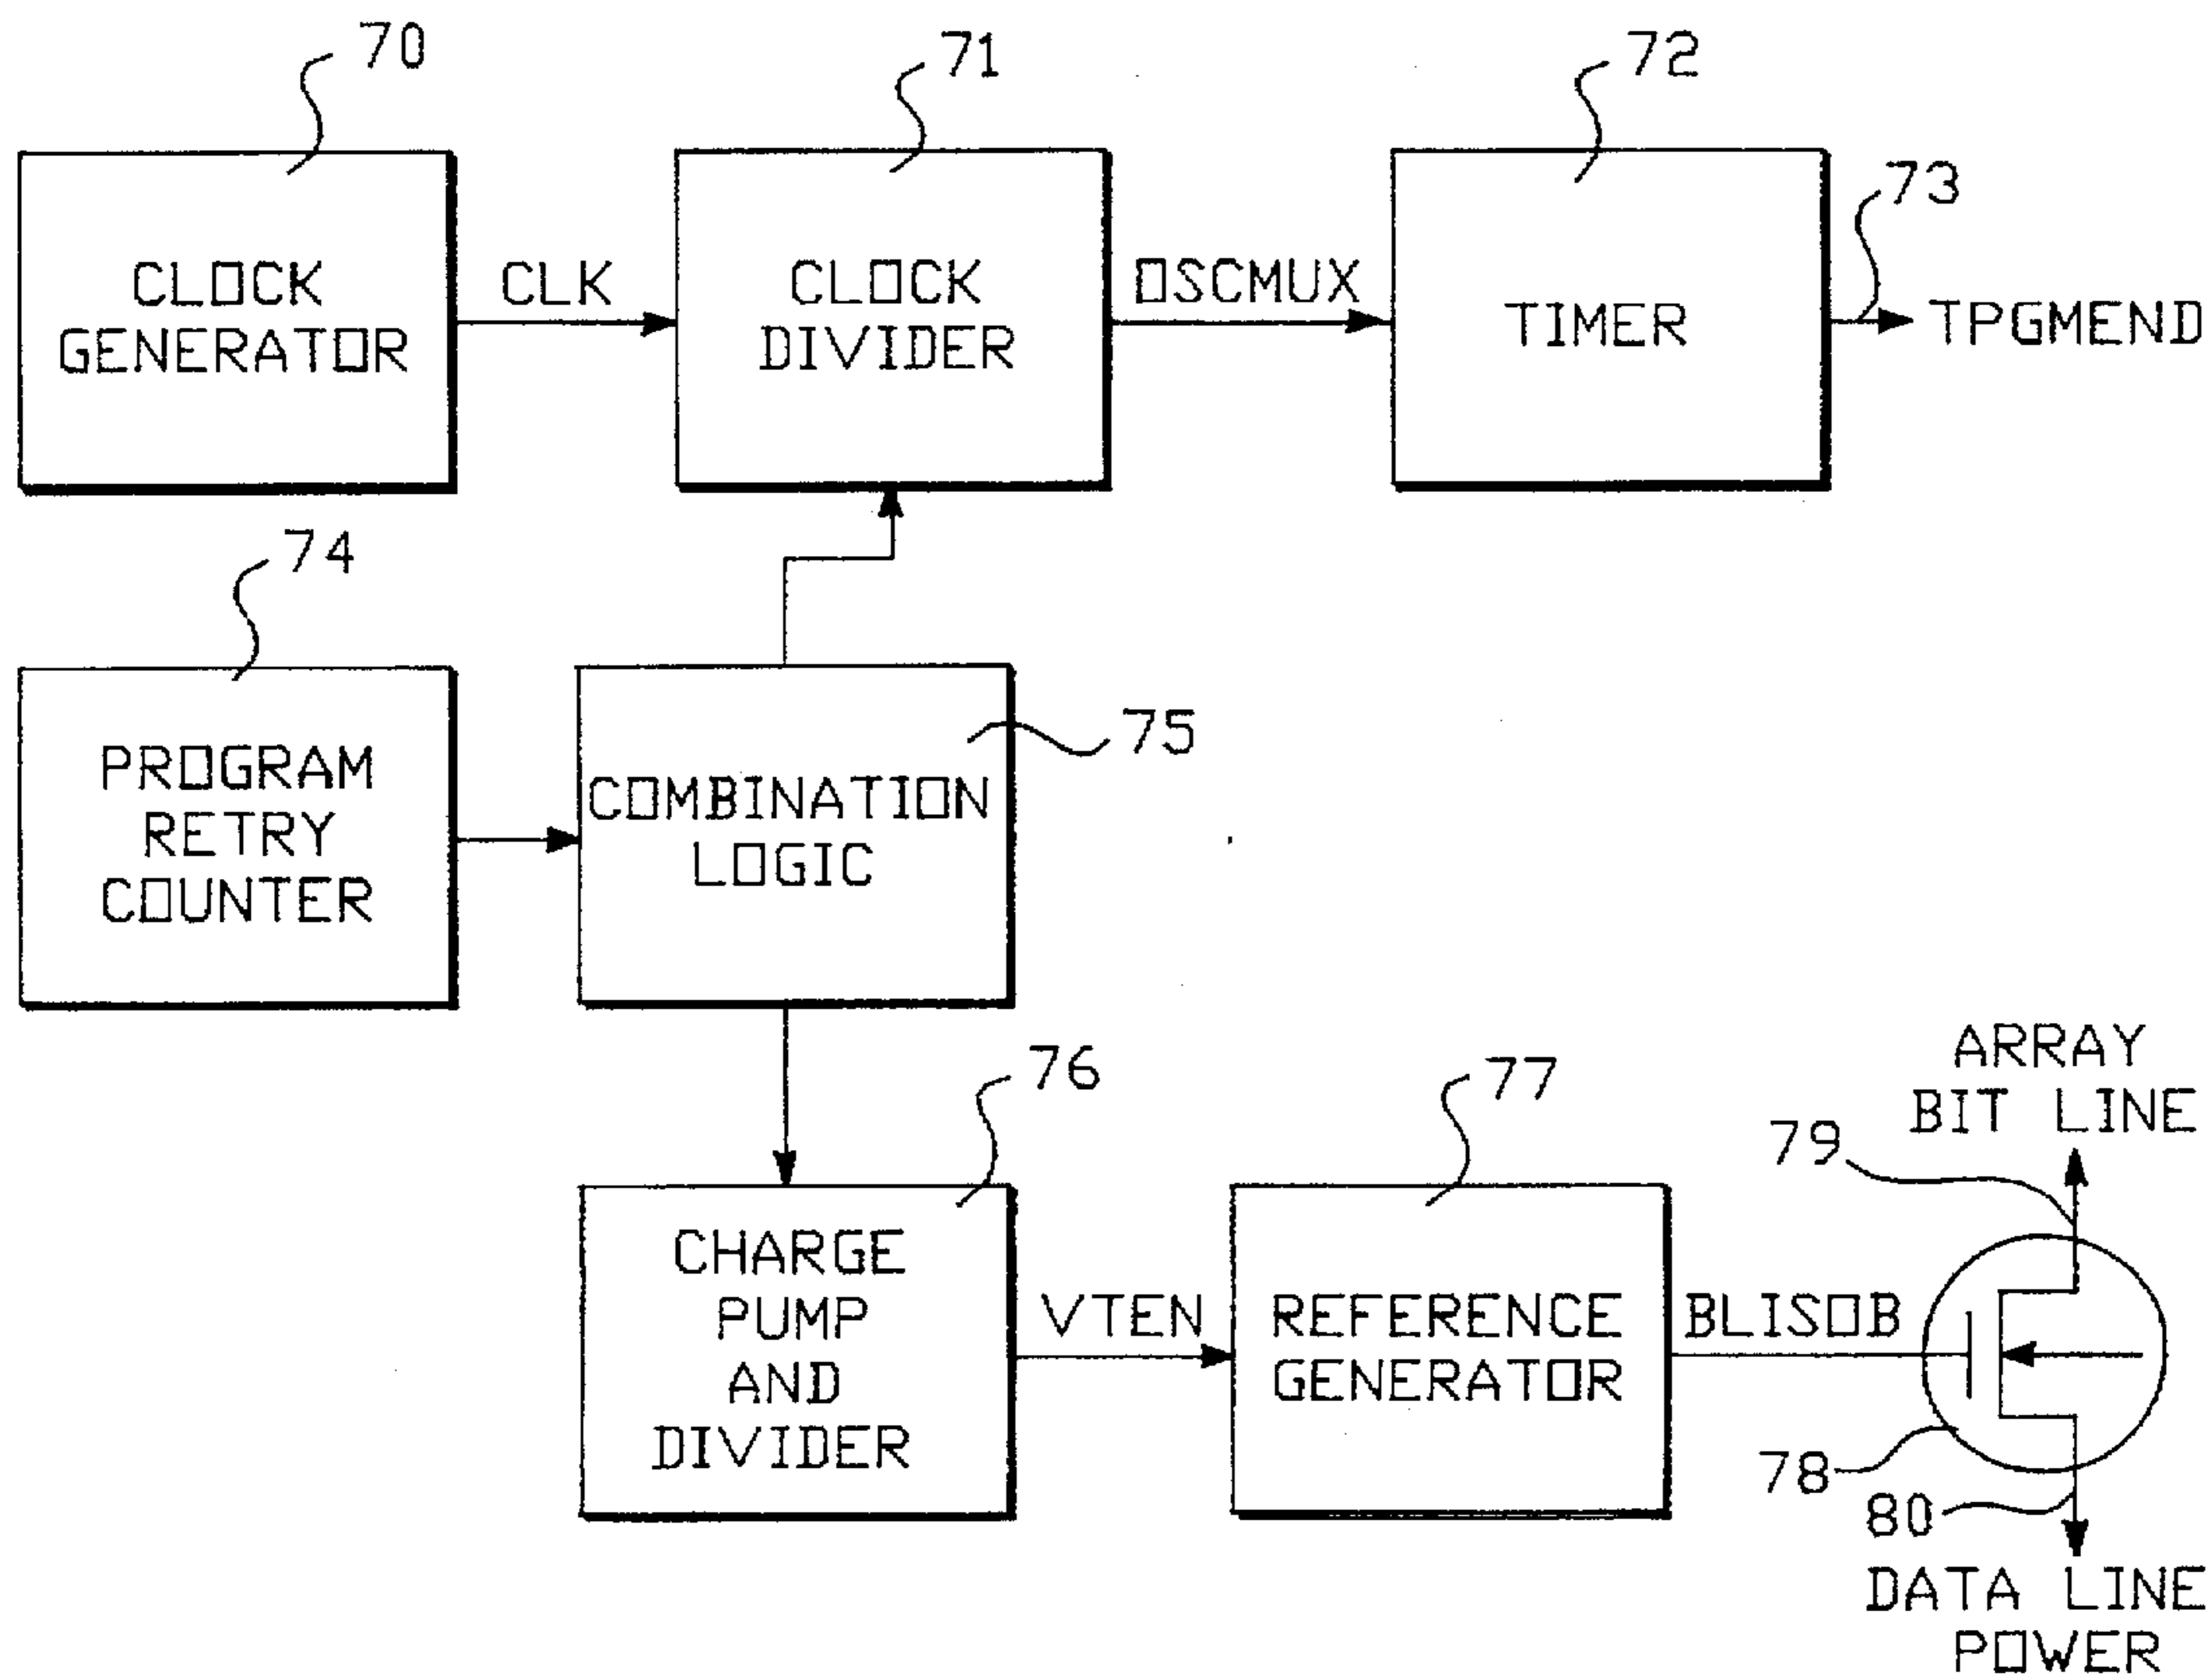 70
71
72
73
CLOCK
GENERATOR
CLK
CLOCK
DIVIDER
OSCMUX
TIMER
TPGMEND
74
75
PROGRAM
RETRY
COUNTER
COMBINATION
LOGIC
76
77
ARRAY
BIT LINE
79
CHARGE
PUMP
AND
DIVIDER
VTEN
REFERENCE
GENERATOR
BLISOB
78
80
DATA LINE
POWER